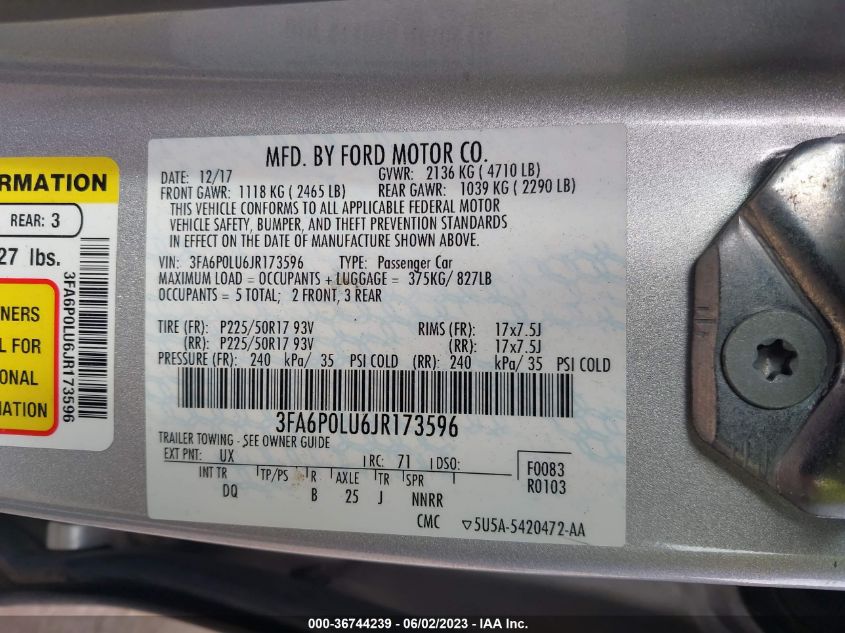 MFD. BY FORD MOTOR CO.
DATE: 12/17
GVWR: 2136 KG ( 4710 LB)
FRONT GAWR: 1118 KG ( 2465 LB)
REAR GAWR: 1039 KG ( 2290 LB)
THIS VEHICLE CONFORMS TO ALL APPLICABLE FEDERAL MOTOR
VEHICLE SAFETY, BUMPER, AND THEFT PREVENTION STANDARDS
IN EFFECT ON THE DATE OF MANUFACTURE SHOWN ABOVE.
VIN: 3FA6P0LU6JR173596 TYPE: Passenger Car
MAXIMUM LOAD = OCCUPANTS + LUGGAGE = 375KG/ 827LB
OCCUPANTS = 5 TOTAL; 2 FRONT, 3 REAR
TIRE (FR): P225/50R17 93V RIMS (FR): 17x7.5J
(RR): P225/50R17 93V (RR): 17x7.5J
PRESSURE (FR): 240 kPa/ 35 PSI COLD (RR): 240 kPa/ 35 PSI COLD
3FA6P0LU6JR173596
TRAILER TOWING - SEE OWNER GUIDE
EXT PNT: UX RC: 71 DSO:
F0083
R0103
INT TR TP/PS R AXLE TR SPR
DQ B 25 J NNRR
CMC ▽5U5A-5420472-AA
RMATION
REAR: 3
27 lbs.
NERS
L FOR
ONAL
MATION
3FA6P0LU6JR173596
000-36744239 - 06/02/2023 - IAA Inc.